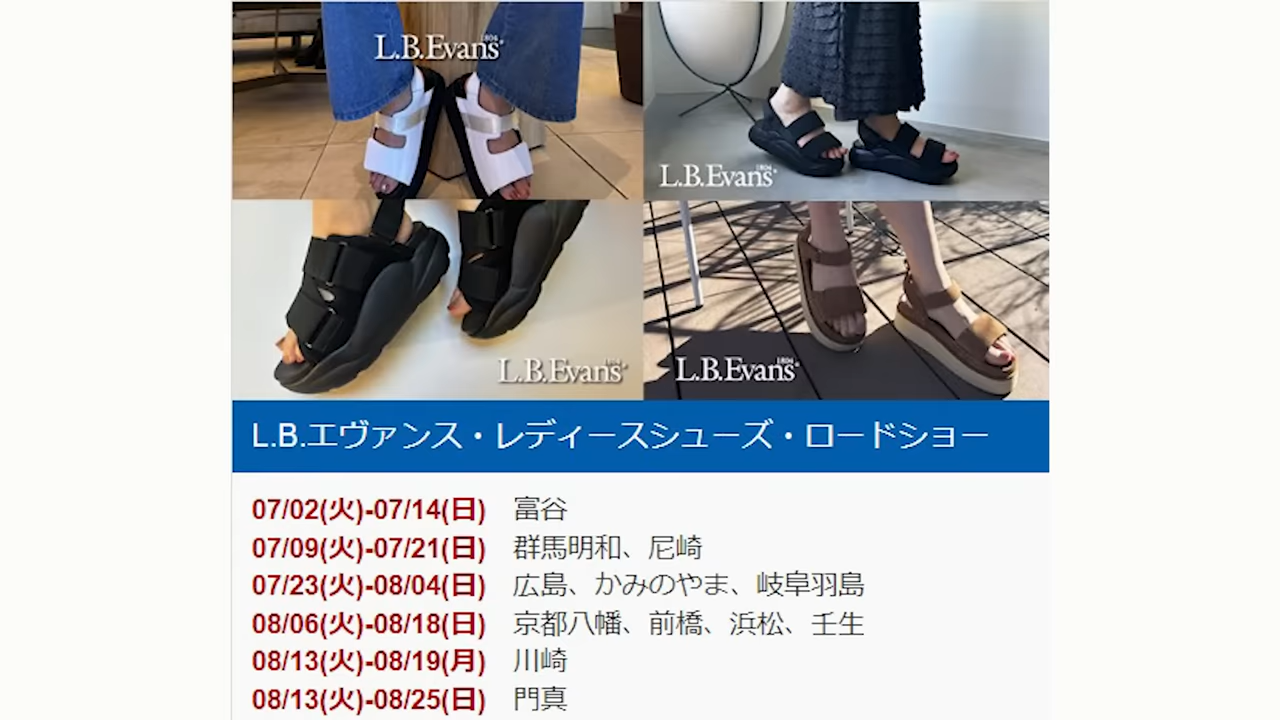 L.B.Evans 1804
L.B.Evans 1804
L.B.Evans 1804
L.B.Evans 1804
L.B.エヴァンス・レディースシューズ・ロードショー
07/02(火)-07/14(日) 富谷
07/09(火)-07/21(日) 群馬明和、尼崎
07/23(火)-08/04(日) 広島、かみのやま、岐阜羽島
08/06(火)-08/18(日) 京都八幡、前橋、浜松、壬生
08/13(火)-08/19(月) 川崎
08/13(火)-08/25(日) 門真